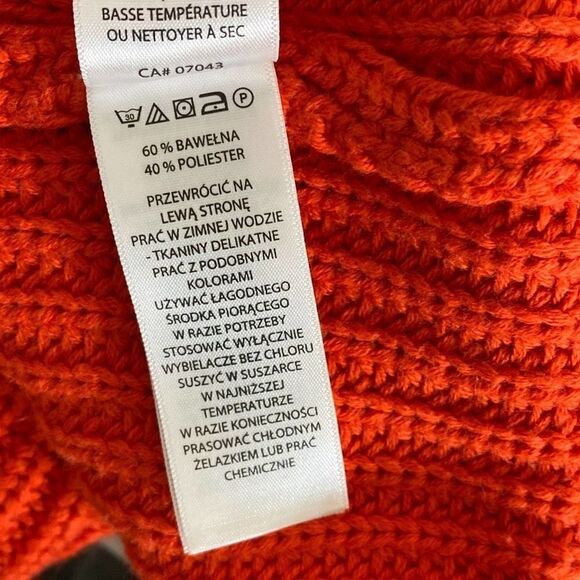 BASSE TEMPÉRATURE
OU NETTOYER À SEC
CA# 07043
30 P
60 % BAWEŁNA
40 % POLIESTER
PRZEWRÓCIĆ NA
LEWĄ STRONĘ
PRAĆ W ZIMNEJ WODZIE
- TKANINY DELIKATNE
PRAĆ Z PODOBNYMI
KOLORAMI
UŻYWAĆ ŁAGODNEGO
ŚRODKA PIORĄCEGO
W RAZIE POTRZEBY
STOSOWAĆ WYŁĄCZNIE
WYBIELACZE BEZ CHLORU
SUSZYĆ W SUSZARCE
W NAJNIŻSZEJ
TEMPERATURZE
W RAZIE KONIECZNOŚCI
PRASOWAĆ CHŁODNYM
ŻELAZKIEM LUB PRAĆ
CHEMICZNIE